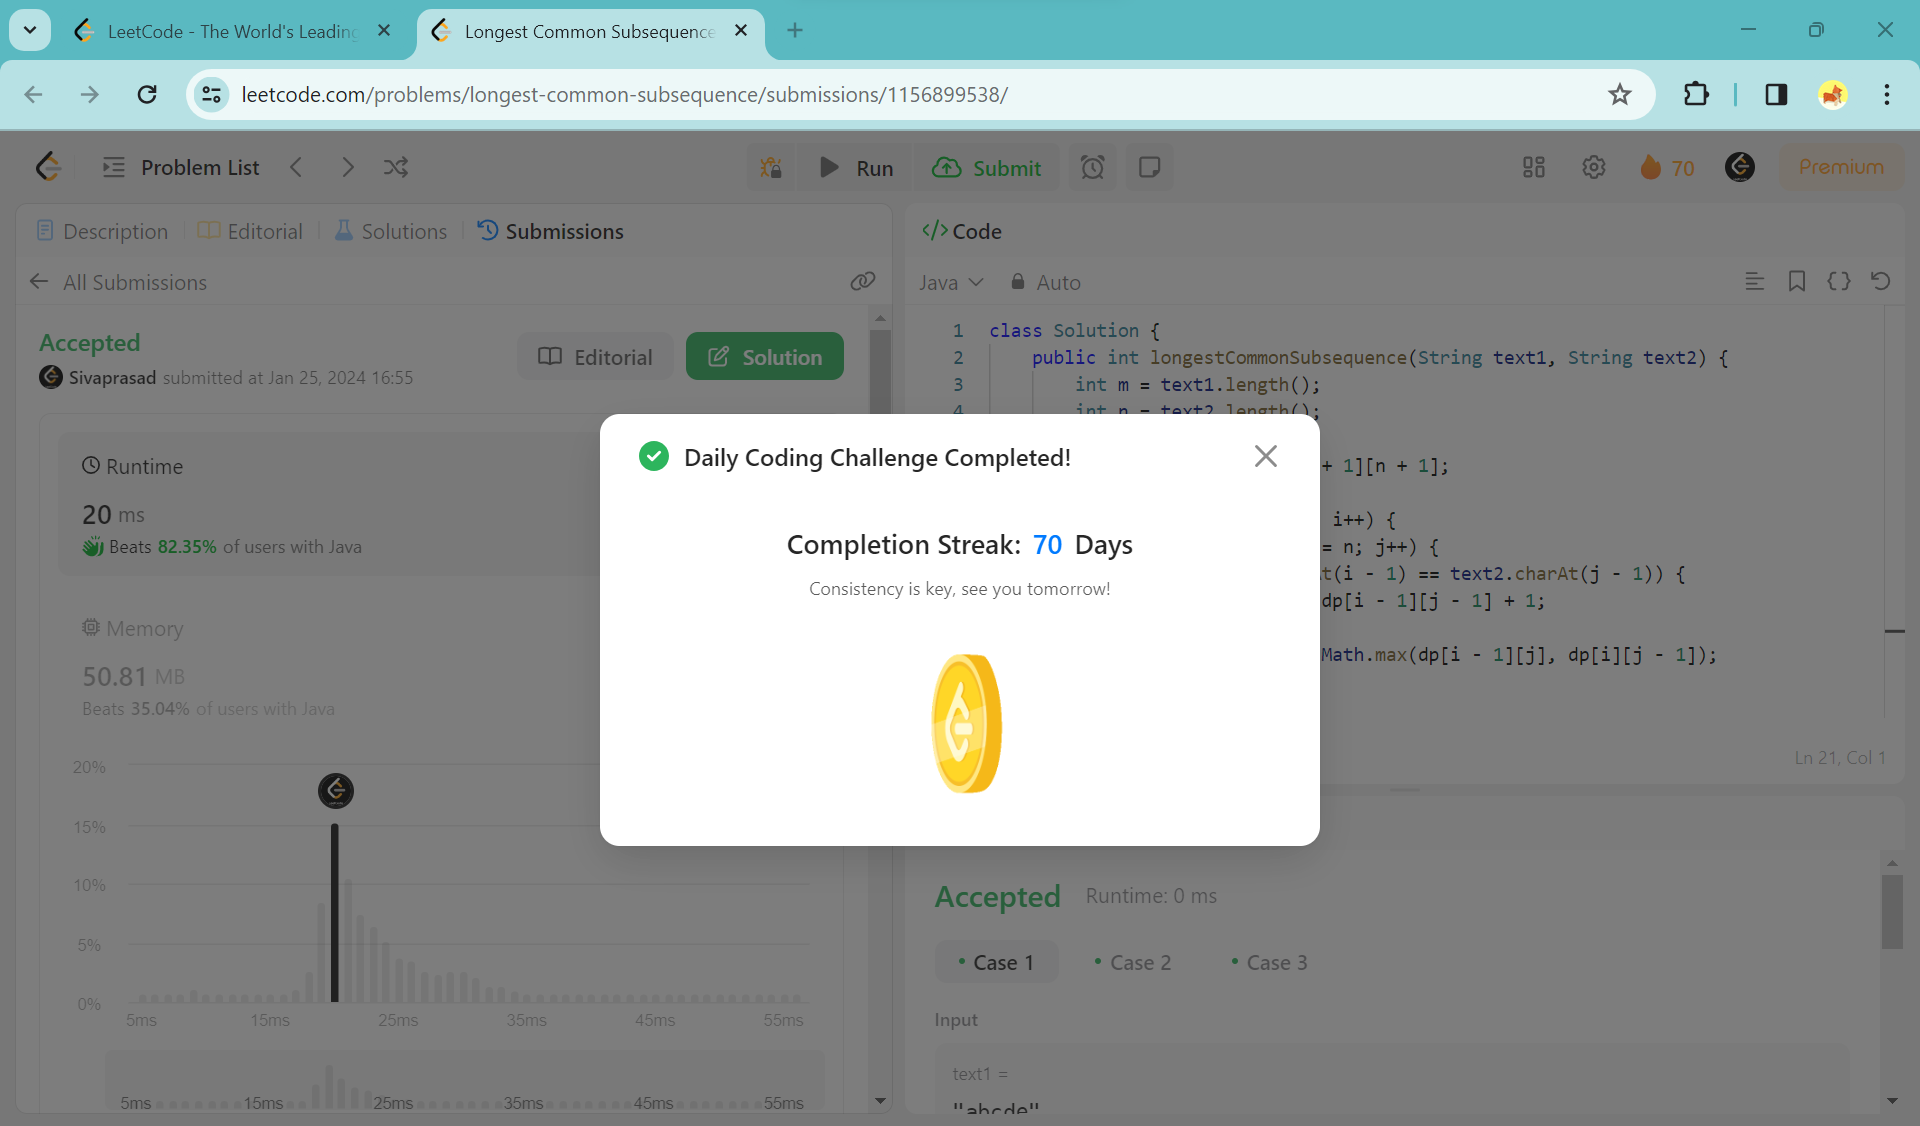 LeetCode - The World's Leading
Longest Common Subsequence
leetcode.com/problems/longest-common-subsequence/submissions/1156899538/
Problem List
Run
Submit
70
Premium
Description
Editorial
Solutions
Submissions
All Submissions
Accepted
Sivaprasad submitted at Jan 25, 2024 16:55
Editorial
Solution
Runtime
20 ms
Beats 82.35% of users with Java
Memory
50.81 MB
Beats 35.04% of users with Java
20%
15%
10%
5%
0%
5ms 15ms 25ms 35ms 45ms 55ms
5ms 15ms 25ms 35ms 45ms 55ms
Daily Coding Challenge Completed!
Completion Streak: 70 Days
Consistency is key, see you tomorrow!
</> Code
Java Auto
1 class Solution {
2 public int longestCommonSubsequence(String text1, String text2) {
3 int m = text1.length();
4 int n = text2.length();
+ 1][n + 1];
i++) {
= n; j++) {
t(i - 1) == text2.charAt(j - 1)) {
dp[i - 1][j - 1] + 1;
Math.max(dp[i - 1][j], dp[i][j - 1]);
Ln 21, Col 1
Accepted Runtime: 0 ms
• Case 1 • Case 2 • Case 3
Input
text1 =
"abcde"